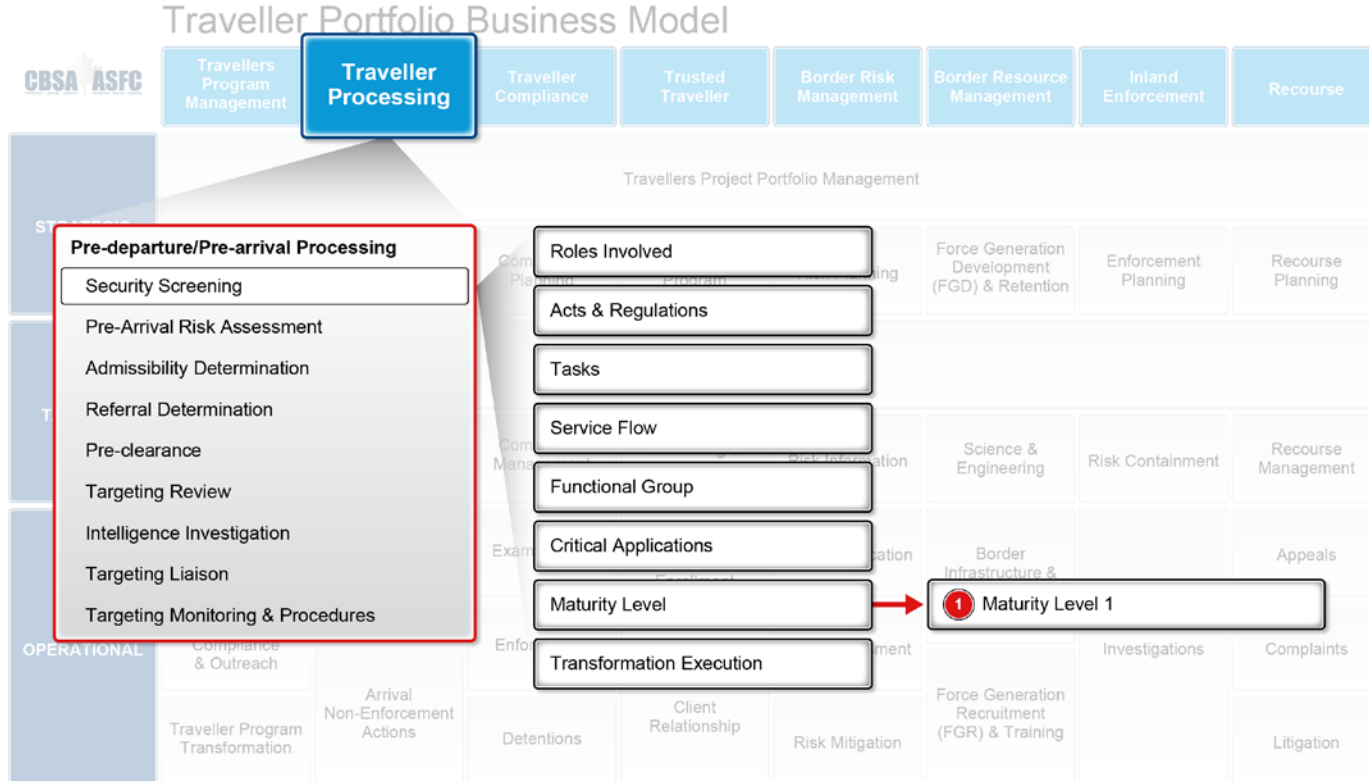 Traveller Portfolio Business Model
CBSA ASFC
Travellers
Program
Management
Traveller
Processing
Traveller
Compliance
Trusted
Traveller
Border Risk
Management
Border Resource
Management
Inland
Enforcement
Recourse
Travellers Project Portfolio Management
Pre-departure/Pre-arrival Processing
Security Screening
Pre-Arrival Risk Assessment
Admissibility Determination
Referral Determination
Pre-clearance
Targeting Review
Intelligence Investigation
Targeting Liaison
Targeting Monitoring & Procedures
Roles Involved
Acts & Regulations
Tasks
Service Flow
Functional Group
Critical Applications
Maturity Level
Transformation Execution
1 Maturity Level 1
Program
Force Generation
Development
(FGD) & Retention
Enforcement
Planning
Recourse
Planning
Science &
Engineering
Risk Containment
Recourse
Management
Border
Infrastructure &
Appeals
OPERATIONAL
Compliance
& Outreach
Investigations
Complaints
Traveller Program
Transformation
Arrival
Non-Enforcement
Actions
Detentions
Client
Relationship
Risk Mitigation
Force Generation
Recruitment
(FGR) & Training
Litigation